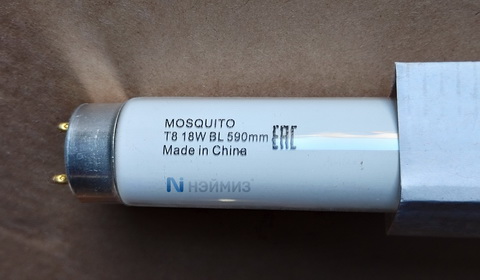 MOSQUITO
T8 18W BL 590mm EAC
Made in China
N НЭЙМИЗ